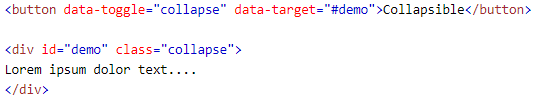 <button data-toggle="collapse" data-target="#demo">Collapsible</button>
<div id="demo" class="collapse">
Lorem ipsum dolor text....
</div>